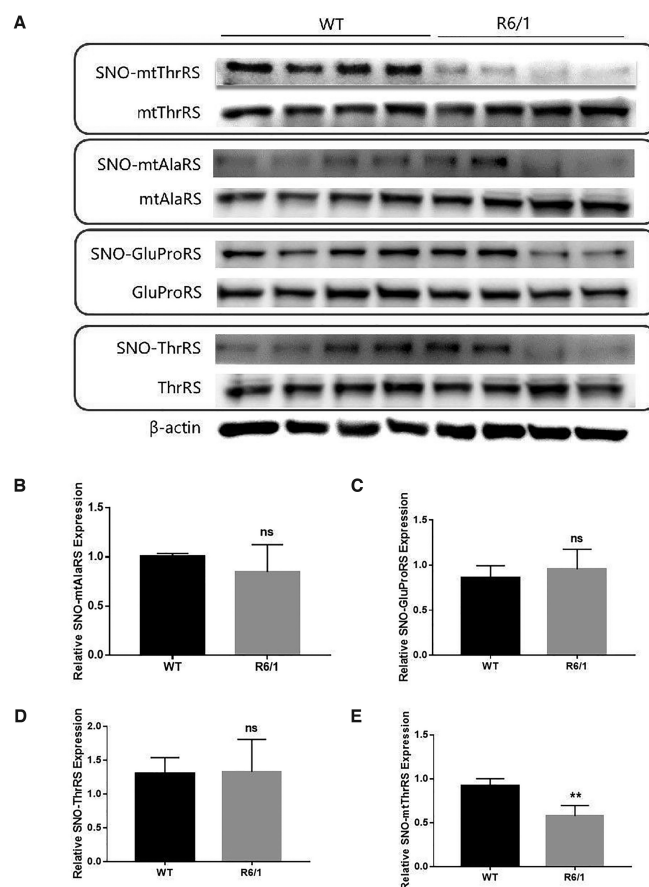 A
WT R6/1
SNO-mtThrRS
mtThrRS
SNO-mtAlaRS
mtAlaRS
SNO-GluProRS
GluProRS
SNO-ThrRS
ThrRS
β-actin
B
Relative SNO-mtAlaRS Expression
1.5
1.0
0.5
0.0
ns
WT R6/1
C
Relative SNO-GluProRS Expression
1.5
1.0
0.5
0.0
ns
WT R6/1
D
Relative SNO-ThrRS Expression
2.0
1.5
1.0
0.5
0.0
ns
WT R6/1
E
Relative SNO-mtThrRS Expression
1.5
1.0
0.5
0.0
**
WT R6/1